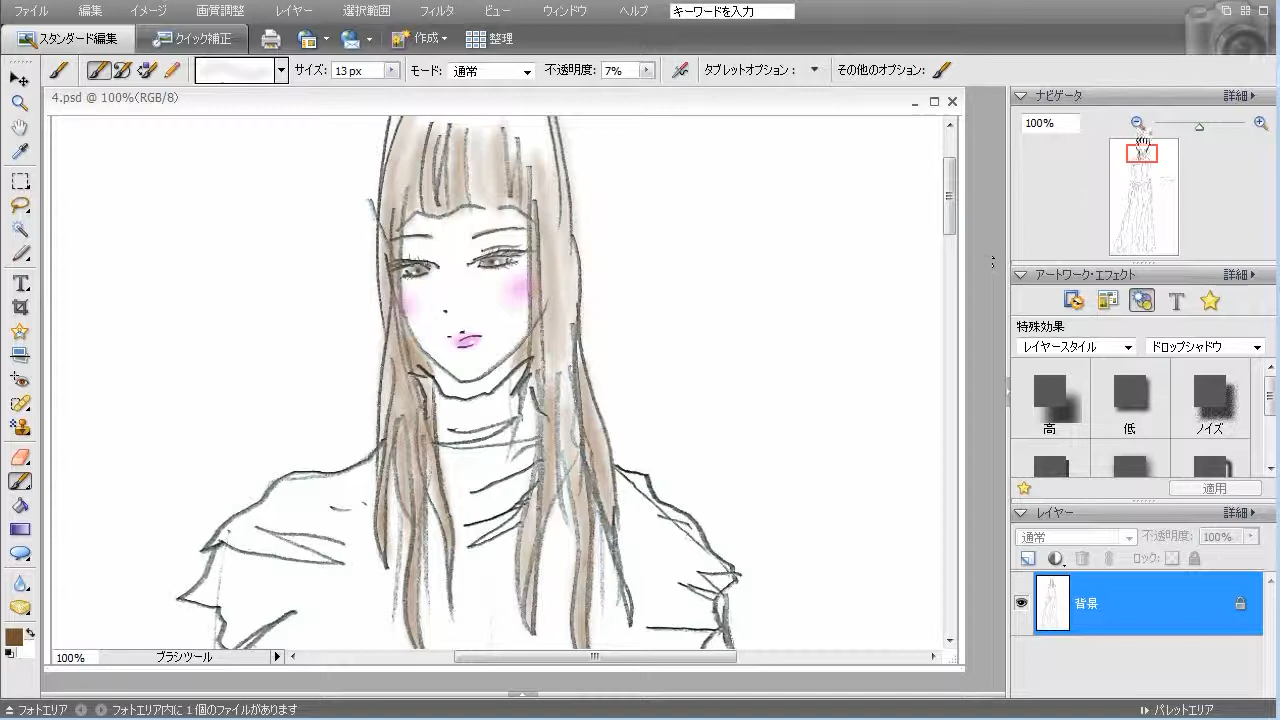 ファイル 編集 イメージ 画質調整 レイヤー 選択範囲 フィルタ ビュー ウィンドウ ヘルプ キーワードを入力
スタンダード編集 クイック補正 作成 整理
サイズ: 13 px モード: 通常 不透明度: 7% タブレットオプション: その他のオプション:
4.psd @ 100%(RGB/8)
ナビゲータ 詳細
100%
アートワーク・エフェクト 詳細
特殊効果
レイヤースタイル ドロップシャドウ
高 低 ノイズ
適用
レイヤー 詳細
通常 不透明度: 100%
ロック:
背景
100% ブラシツール
フォトエリア フォトエリア内に 1 個のファイルがあります パレットエリア